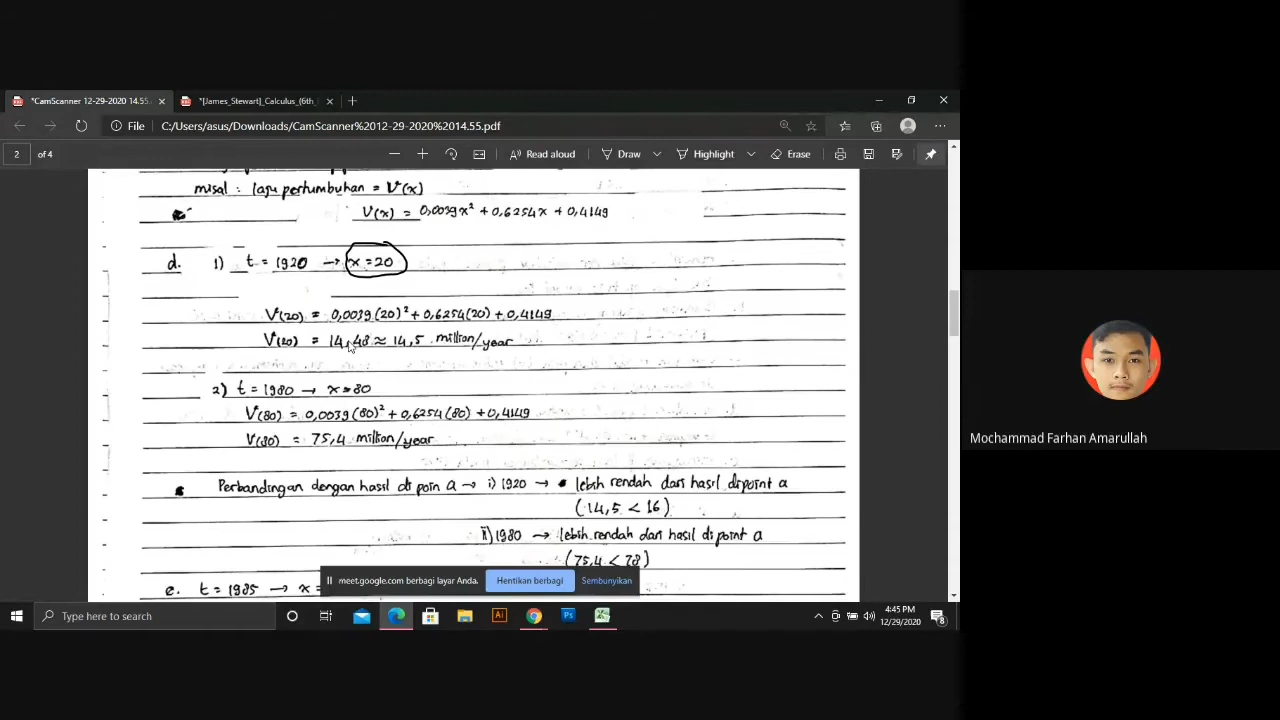 *CamScanner 12-29-2020 14.55.
*[James_Stewart]_Calculus_(6th_
File
C:/Users/asus/Downloads/CamScanner%2012-29-2020%2014.55.pdf
2 of 4
Read aloud
Draw
Highlight
Erase
misal : laju pertumbuhan = V(x)
V(x) = 0,0039x² + 0,6254x + 0,4149
d. 1) t = 1920 → x = 20
V(20) = 0,0039(20)² + 0,6254(20) + 0,4149
V(20) = 14,48 ≈ 14,5 million/year
2) t = 1980 → x = 80
V(80) = 0,0039(80)² + 0,6254(80) + 0,4149
V(80) = 75,4 million/year
Perbandingan dengan hasil di poin a → i) 1920 → lebih rendah dari hasil dipoint a
(14,5 < 16)
ii) 1980 → lebih rendah dari hasil dipoint a
(75,4 < 78)
e. t = 1985 → x =
meet.google.com berbagi layar Anda.
Hentikan berbagi
Sembunyikan
Mochammad Farhan Amarullah
Type here to search
Ai
Ps
4:45 PM
12/29/2020
8